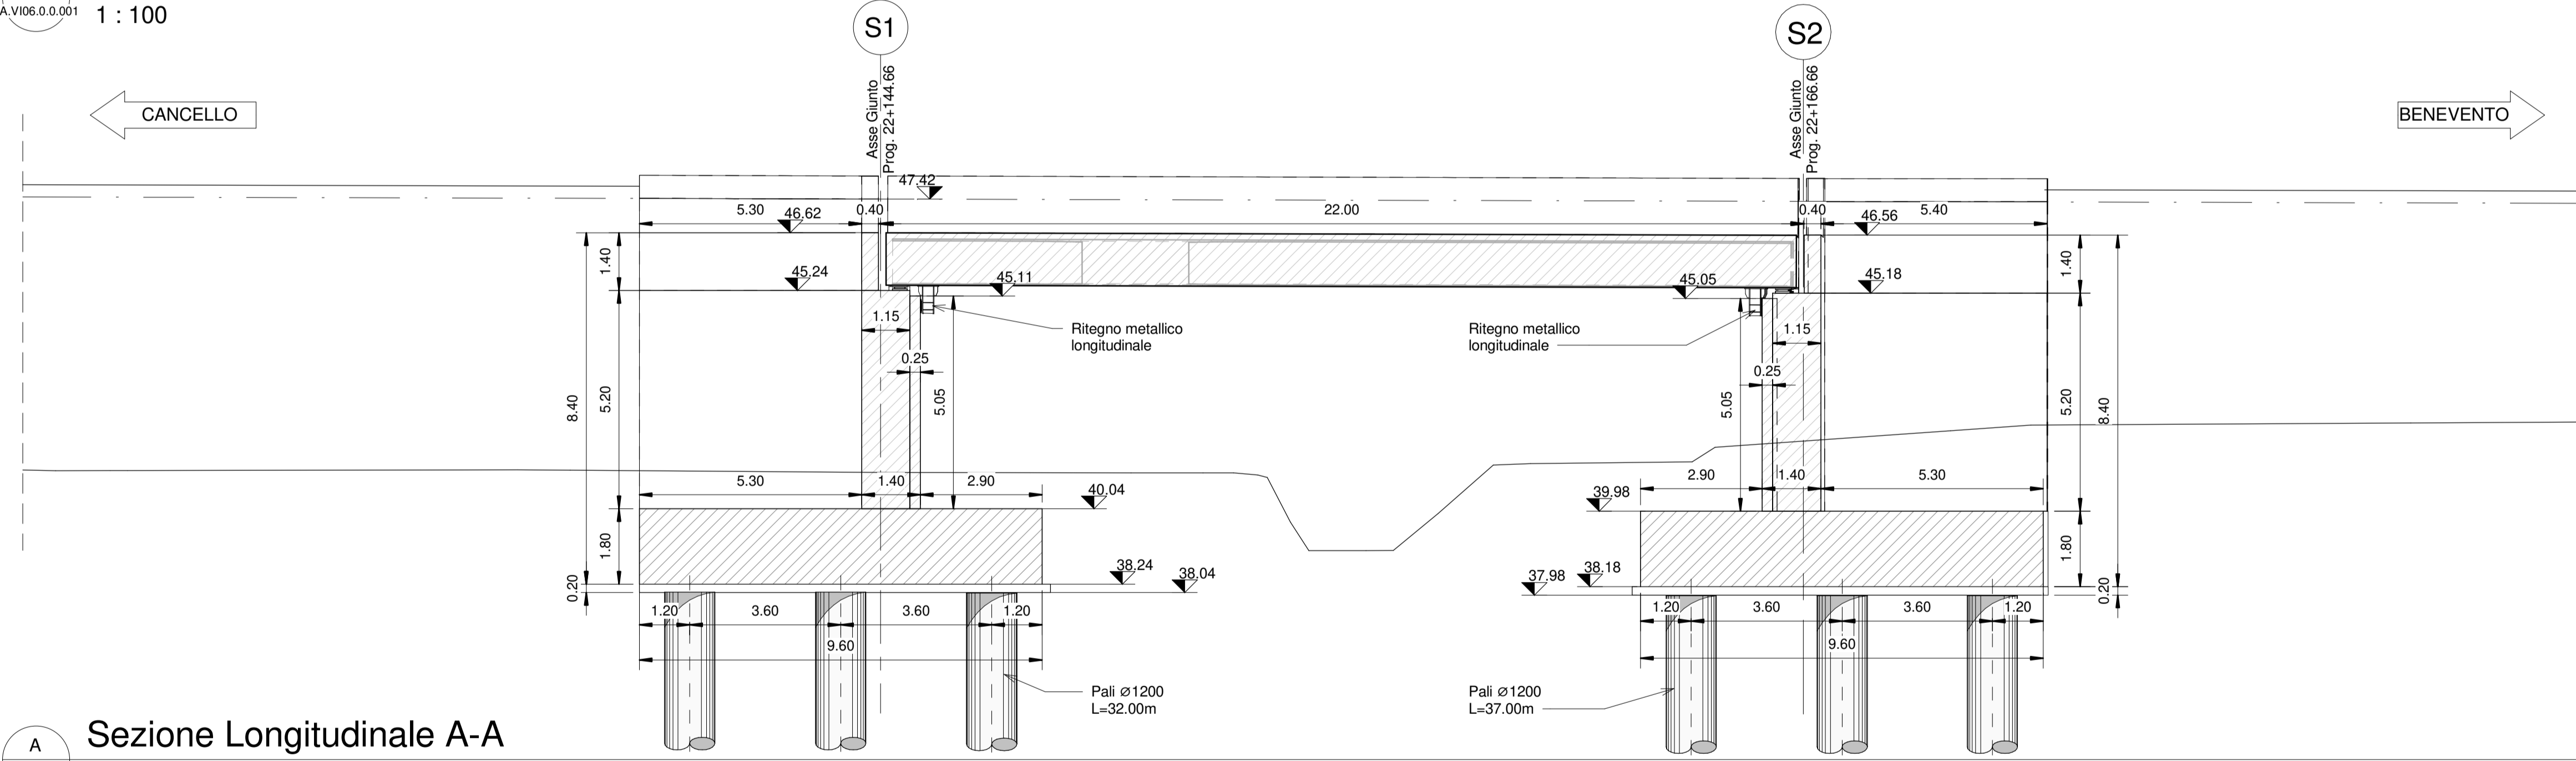 A.VI06.0.0.001
1 : 100
S1
S2
Asse Giunto
Prog. 22+144.66
Asse Giunto
Prog. 22+166.66
CANCELLO
BENEVENTO
47.42
5.30
46.62
0.40
22.00
0.40
46.56
5.40
1.40
45.24
45.11
45.05
45.18
1.40
1.15
Ritegno metallico
longitudinale
Ritegno metallico
longitudinale
1.15
0.25
0.25
8.40
5.20
5.05
5.05
5.20
8.40
5.30
1.40
2.90
40.04
2.90
1.40
5.30
39.98
1.80
1.80
38.24
38.04
37.98
38.18
0.20
0.20
1.20
3.60
3.60
1.20
1.20
3.60
3.60
1.20
9.60
9.60
Pali Ø1200
L=32.00m
Pali Ø1200
L=37.00m
A
Sezione Longitudinale A-A